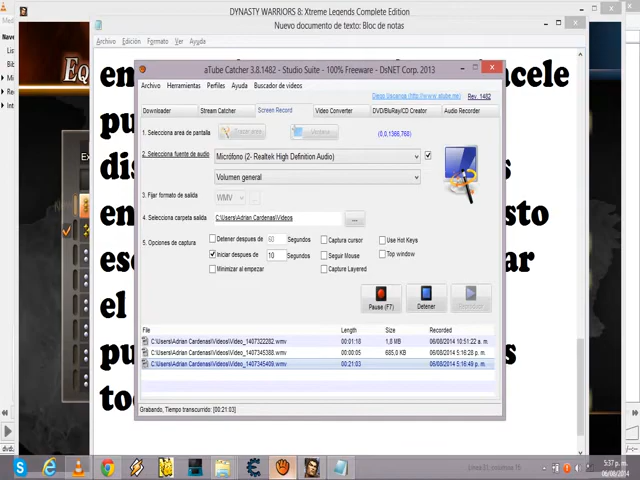 DYNASTY WARRIORS 8: Xtreme Legends Complete Edition
Nuevo documento de texto: Bloc de notas
Archivo Edición Formato Ver Ayuda
aTube Catcher 3.8.1482 - Studio Suite - 100% Freeware - DsNET Corp. 2013
Archivo Herramientas Perfiles Ayuda Buscador de videos
Rev. 1482
Downloader Stream Catcher Screen Record Video Converter DVD/BluRay/CD Creator Audio Recorder
1. Selecciona area de pantalla
Trazar area
Ventana
(0,0,1366,768)
2. Selecciona fuente de audio
Micrófono (2- Realtek High Definition Audio)
Volumen general
3. Fijar formato de salida
WMV
...
4. Selecciona carpeta salida
C:\Users\Adrian Cardenas\Videos
...
5. Opciones de captura
Detener despues de 60 Segundos
Captura cursor
Use Hot Keys
Iniciar despues de 10 Segundos
Seguir Mouse
Top window
Minimizar al empezar
Captura Layered
Pause (F7)
Detener
File Length Size Recorded
C:\Users\Adrian Cardenas\Videos\Video_1407322282.wmv 00:01:18 1,8 MB 06/08/2014 10:51:22 a. m.
C:\Users\Adrian Cardenas\Videos\Video_1407345388.wmv 00:00:05 685,0 KB 06/08/2014 5:16:28 p. m.
C:\Users\Adrian Cardenas\Videos\Video_1407345409.wmv 00:21:03 06/08/2014 5:16:49 p. m.
Grabando, Tiempo transcurrido: [00:21:03]
en
acele
pu
dis
en
sto
es
ar
el
pu
s
to
5:37 p. m.
06/08/2014